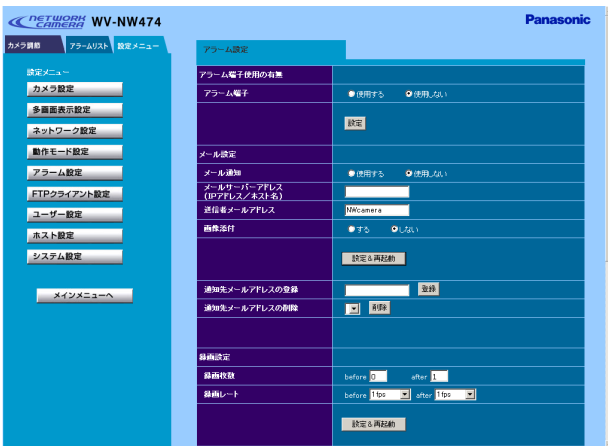 NETWORK CAMERA WV-NW474
Panasonic
カメラ調節 アラームリスト 設定メニュー
設定メニュー
カメラ設定
多画面表示設定
ネットワーク設定
動作モード設定
アラーム設定
FTPクライアント設定
ユーザー設定
ホスト設定
システム設定
メインメニューへ
アラーム設定
アラーム端子使用の有無
アラーム端子 使用する 使用しない
設定
メール設定
メール通知 使用する 使用しない
メールサーバーアドレス
(IPアドレス/ホスト名)
送信者メールアドレス NWcamera
画像添付 する しない
設定&再起動
通知先メールアドレスの登録 登録
通知先メールアドレスの削除 削除
録画設定
録画枚数 before 0 after 1
録画レート before 1fps after 1fps
設定&再起動